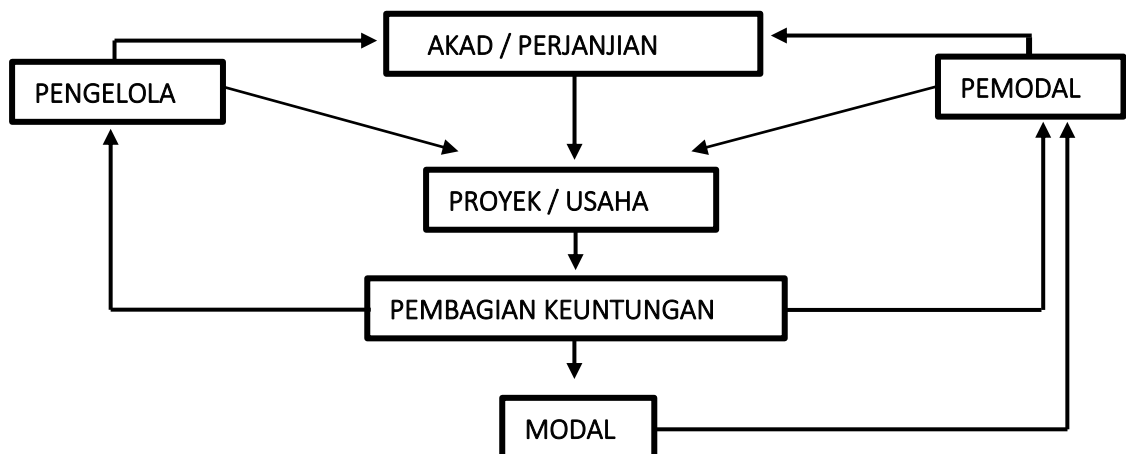 AKAD / PERJANJIAN
PENGELOLA
PEMODAL
PROYEK / USAHA
PEMBAGIAN KEUNTUNGAN
MODAL